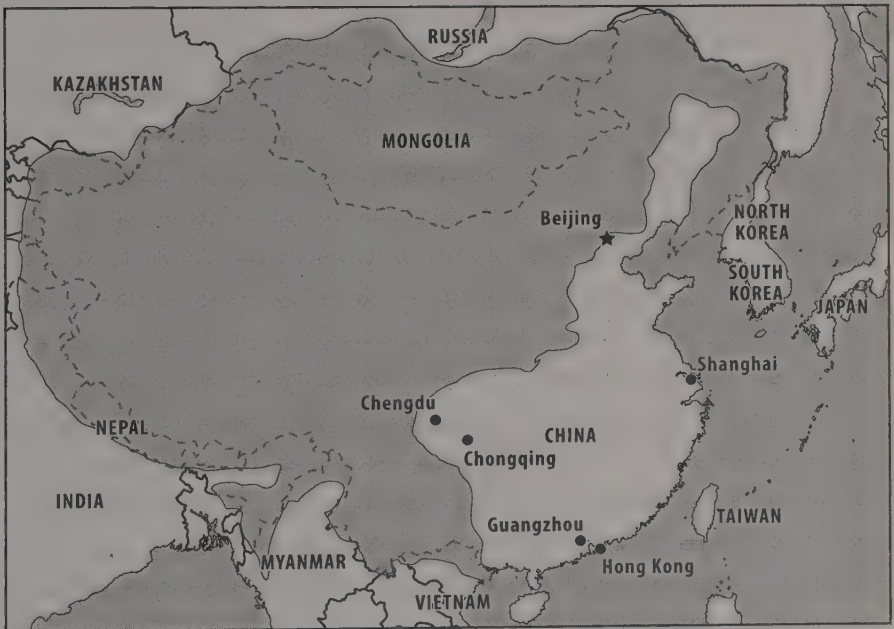 RUSSIA
KAZAKHSTAN
MONGOLIA
Beijing
NORTH
KOREA
SOUTH
KOREA
JAPAN
Shanghai
Chengdu
NEPAL
CHINA
Chongqing
INDIA
Guangzhou
TAIWAN
MYANMAR
Hong Kong
VIETNAM